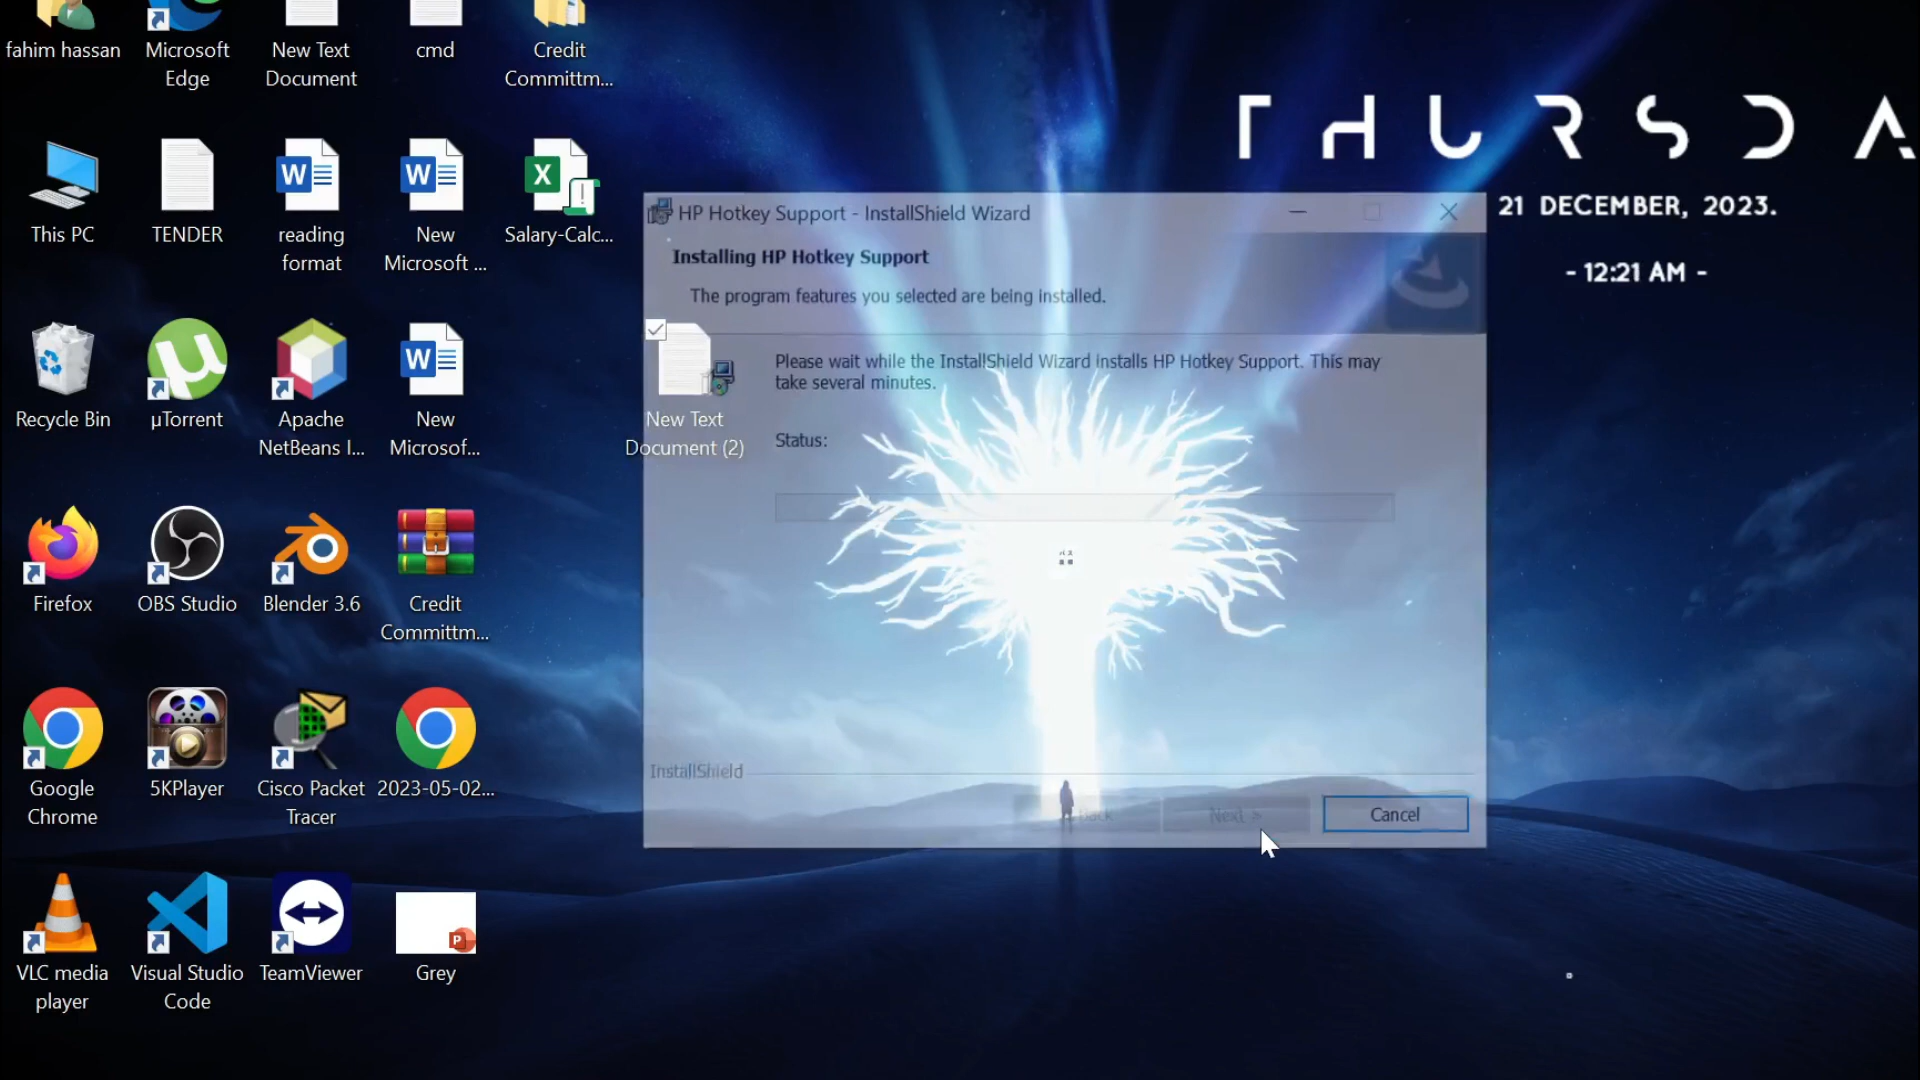 fahim hassan
Microsoft
Edge
New Text
Document
cmd
Credit
Committm...
THURSDA
21 DECEMBER, 2023.
- 12:21 AM -
This PC
TENDER
reading
format
New
Microsoft ...
Salary-Calc...
HP Hotkey Support - InstallShield Wizard
Installing HP Hotkey Support
The program features you selected are being installed.
Please wait while the InstallShield Wizard installs HP Hotkey Support. This may
take several minutes.
Status:
Recycle Bin
µTorrent
Apache
NetBeans I...
New
Microsof...
New Text
Document (2)
Firefox
OBS Studio
Blender 3.6
Credit
Committm...
Google
Chrome
5KPlayer
Cisco Packet
Tracer
2023-05-02...
InstallShield
Back
Next >
Cancel
VLC media
player
Visual Studio
Code
TeamViewer
Grey